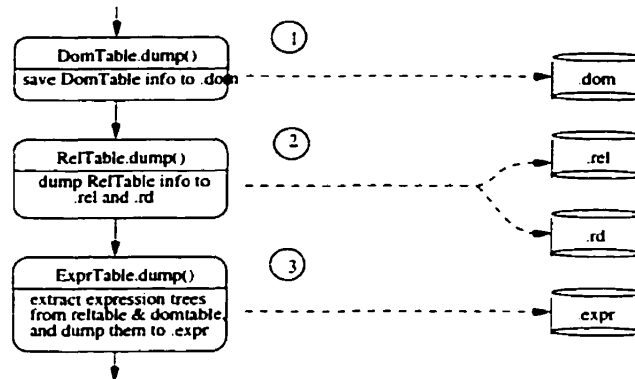 1
DomTable.dump()
save DomTable info to .dom
.dom
2
RelTable.dump()
dump RelTable info to
.rel and .rd
.rel
.rd
3
ExprTable.dump()
extract expression trees
from reltable & domtable,
and dump them to .expr
.expr